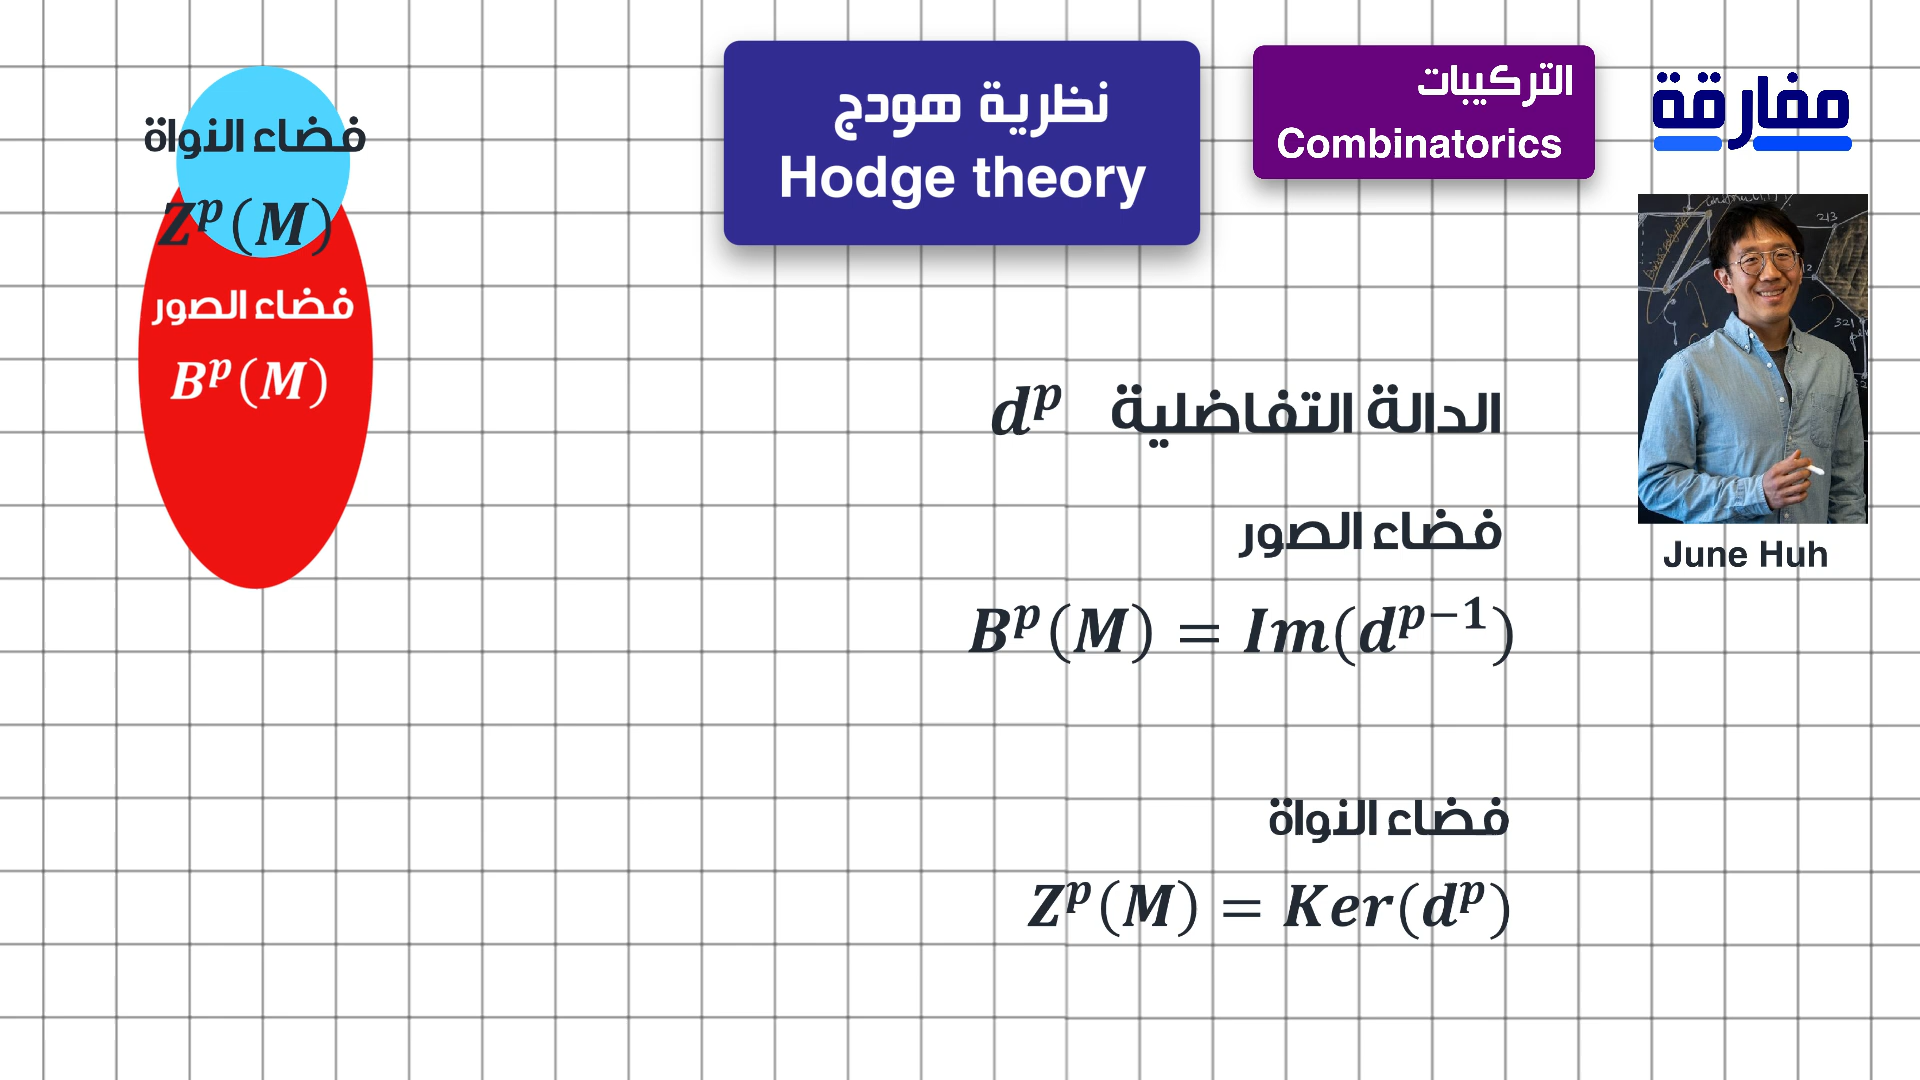 مفارقة
التركيبات
Combinatorics
نظرية هودج
Hodge theory
June Huh
الدالة التفاضلية d^p
فضاء الصور
B^p(M) = Im(d^{p-1})
فضاء النواة
Z^p(M) = Ker(d^p)
فضاء النواة
Z^p(M)
فضاء الصور
B^p(M)